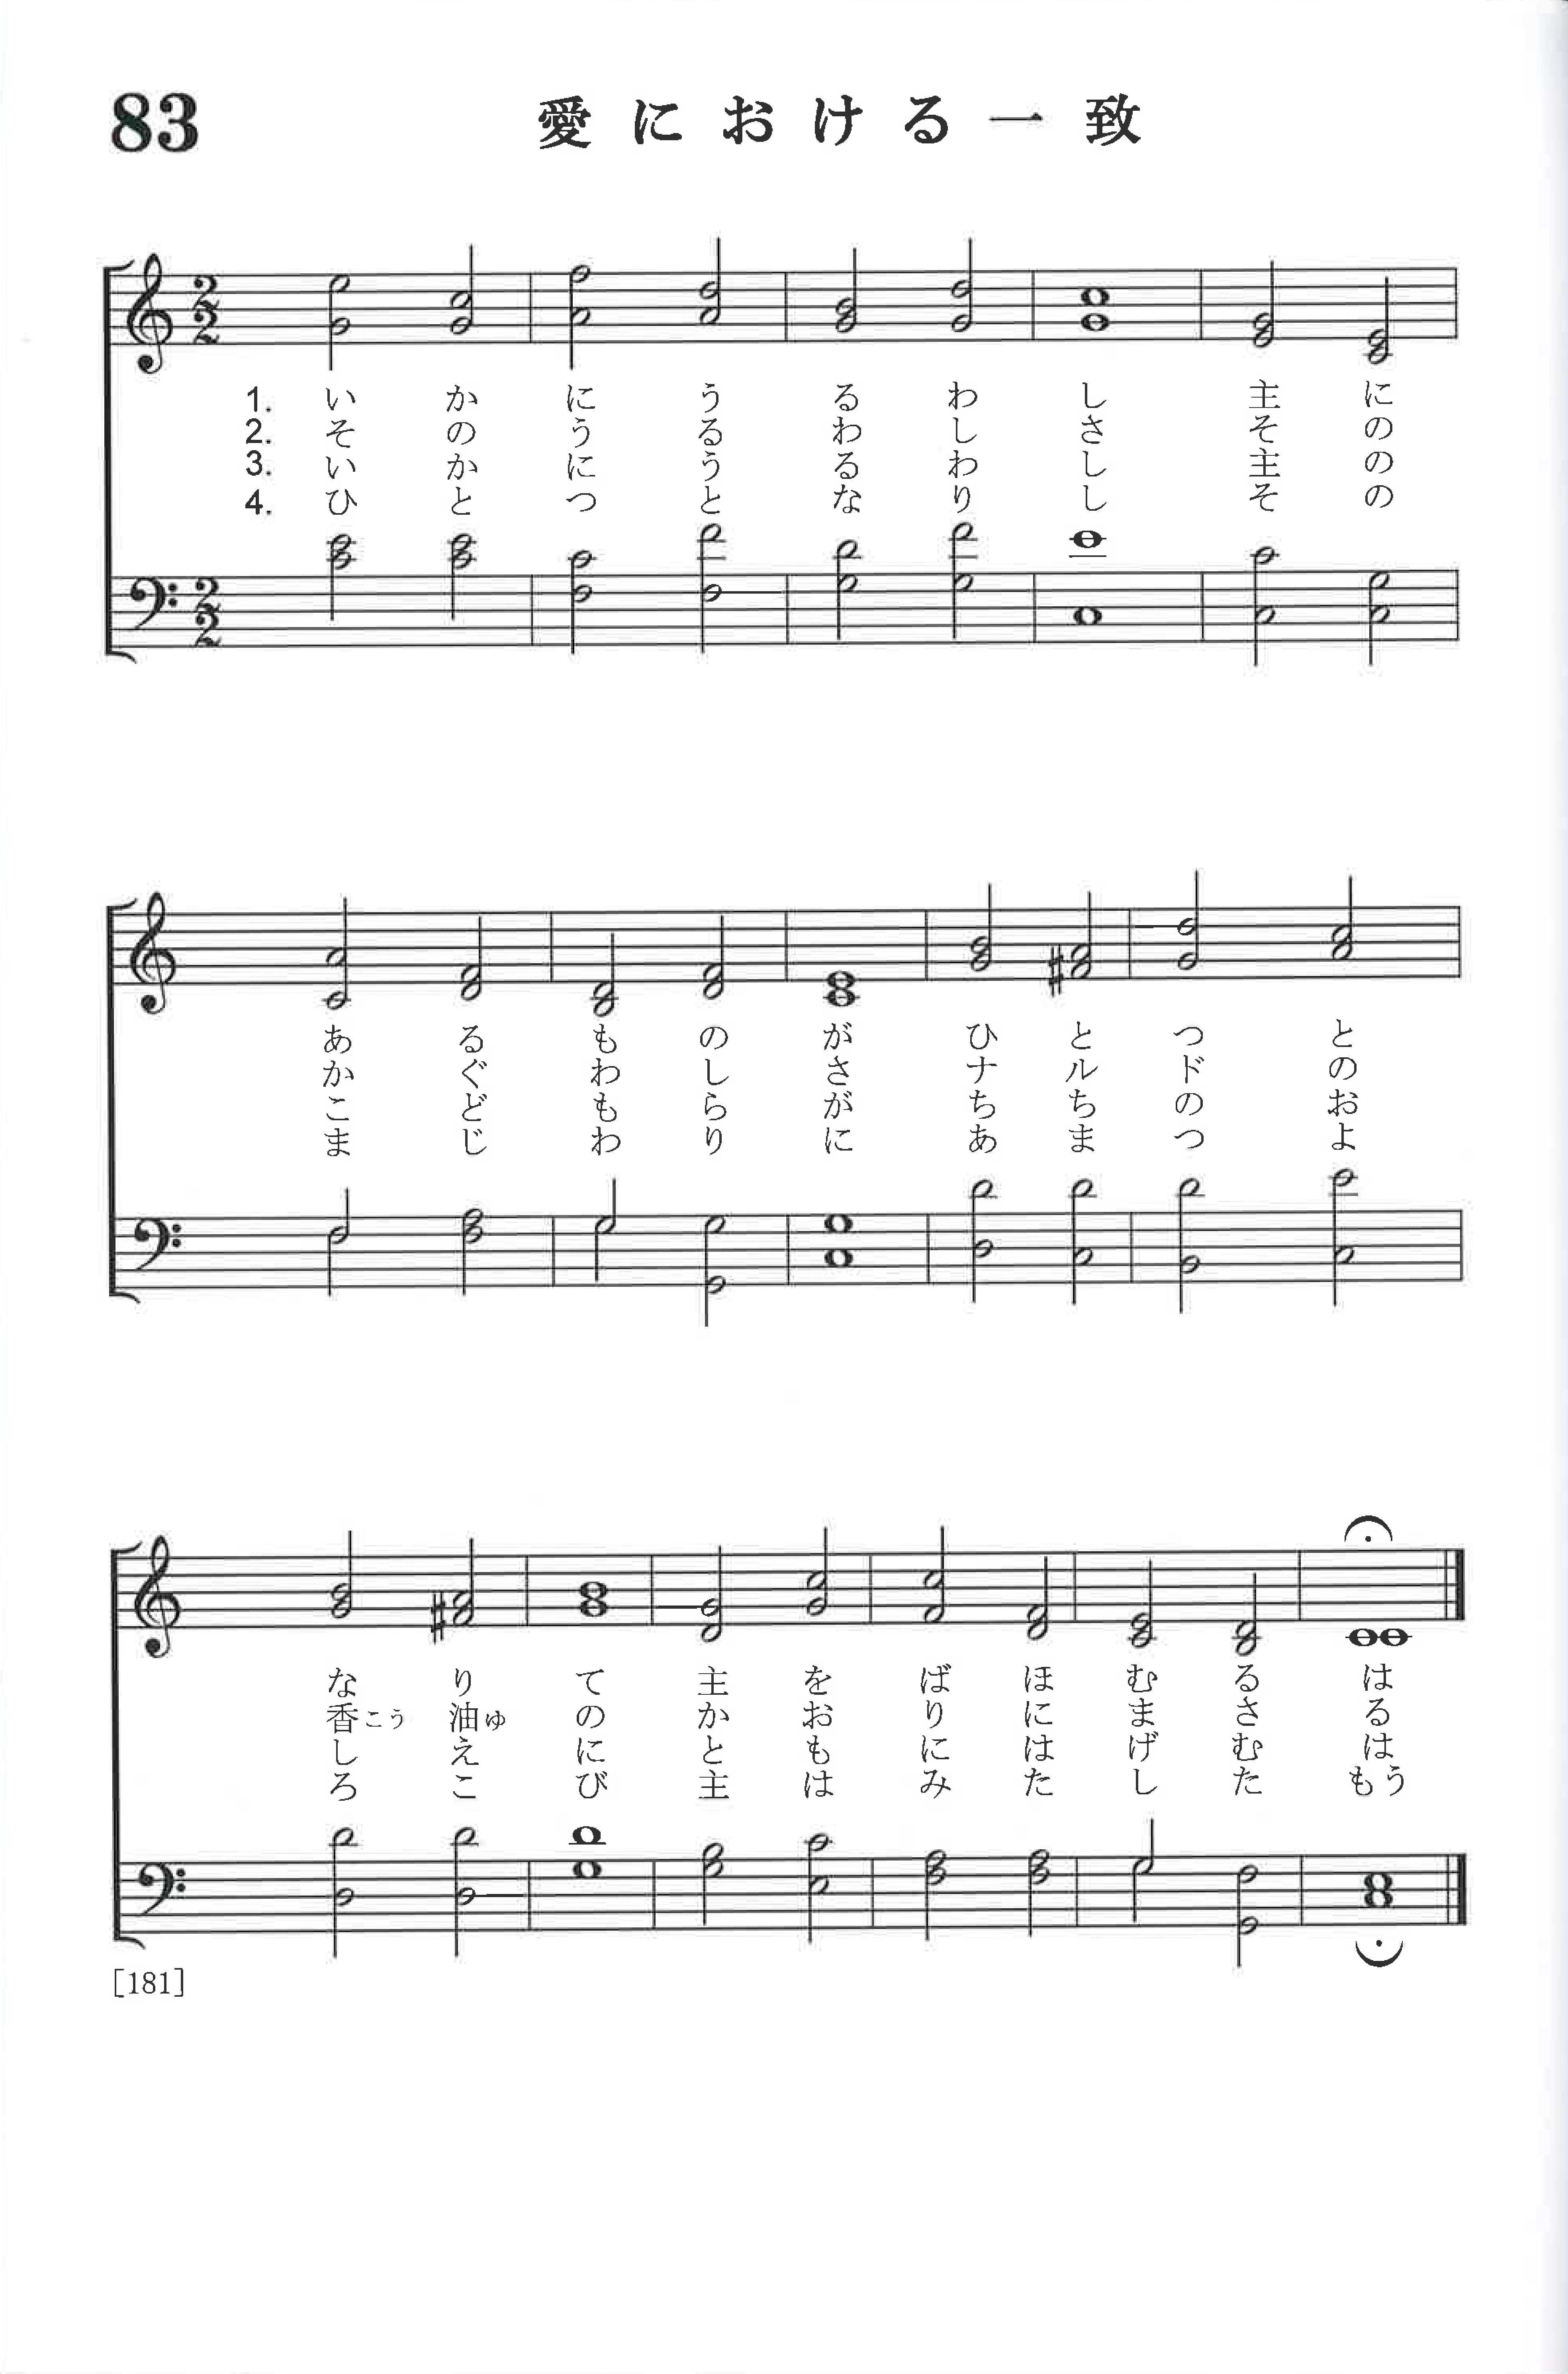 83 愛における一致
1. いかにうるわし 主に
2. そのうるわしさ その
3. いかにうるわし 主の
4. ひとつとなりし その
あるものが ひとつと
かぐわしさ ナルドの
こどもらが ちちのお
まじわりに あまつよ
なりて 主をばほむるは
香こう油ゆの かおりにまさる
しえに ともにはげむは
ろこび 主はみたしたもう
[181]